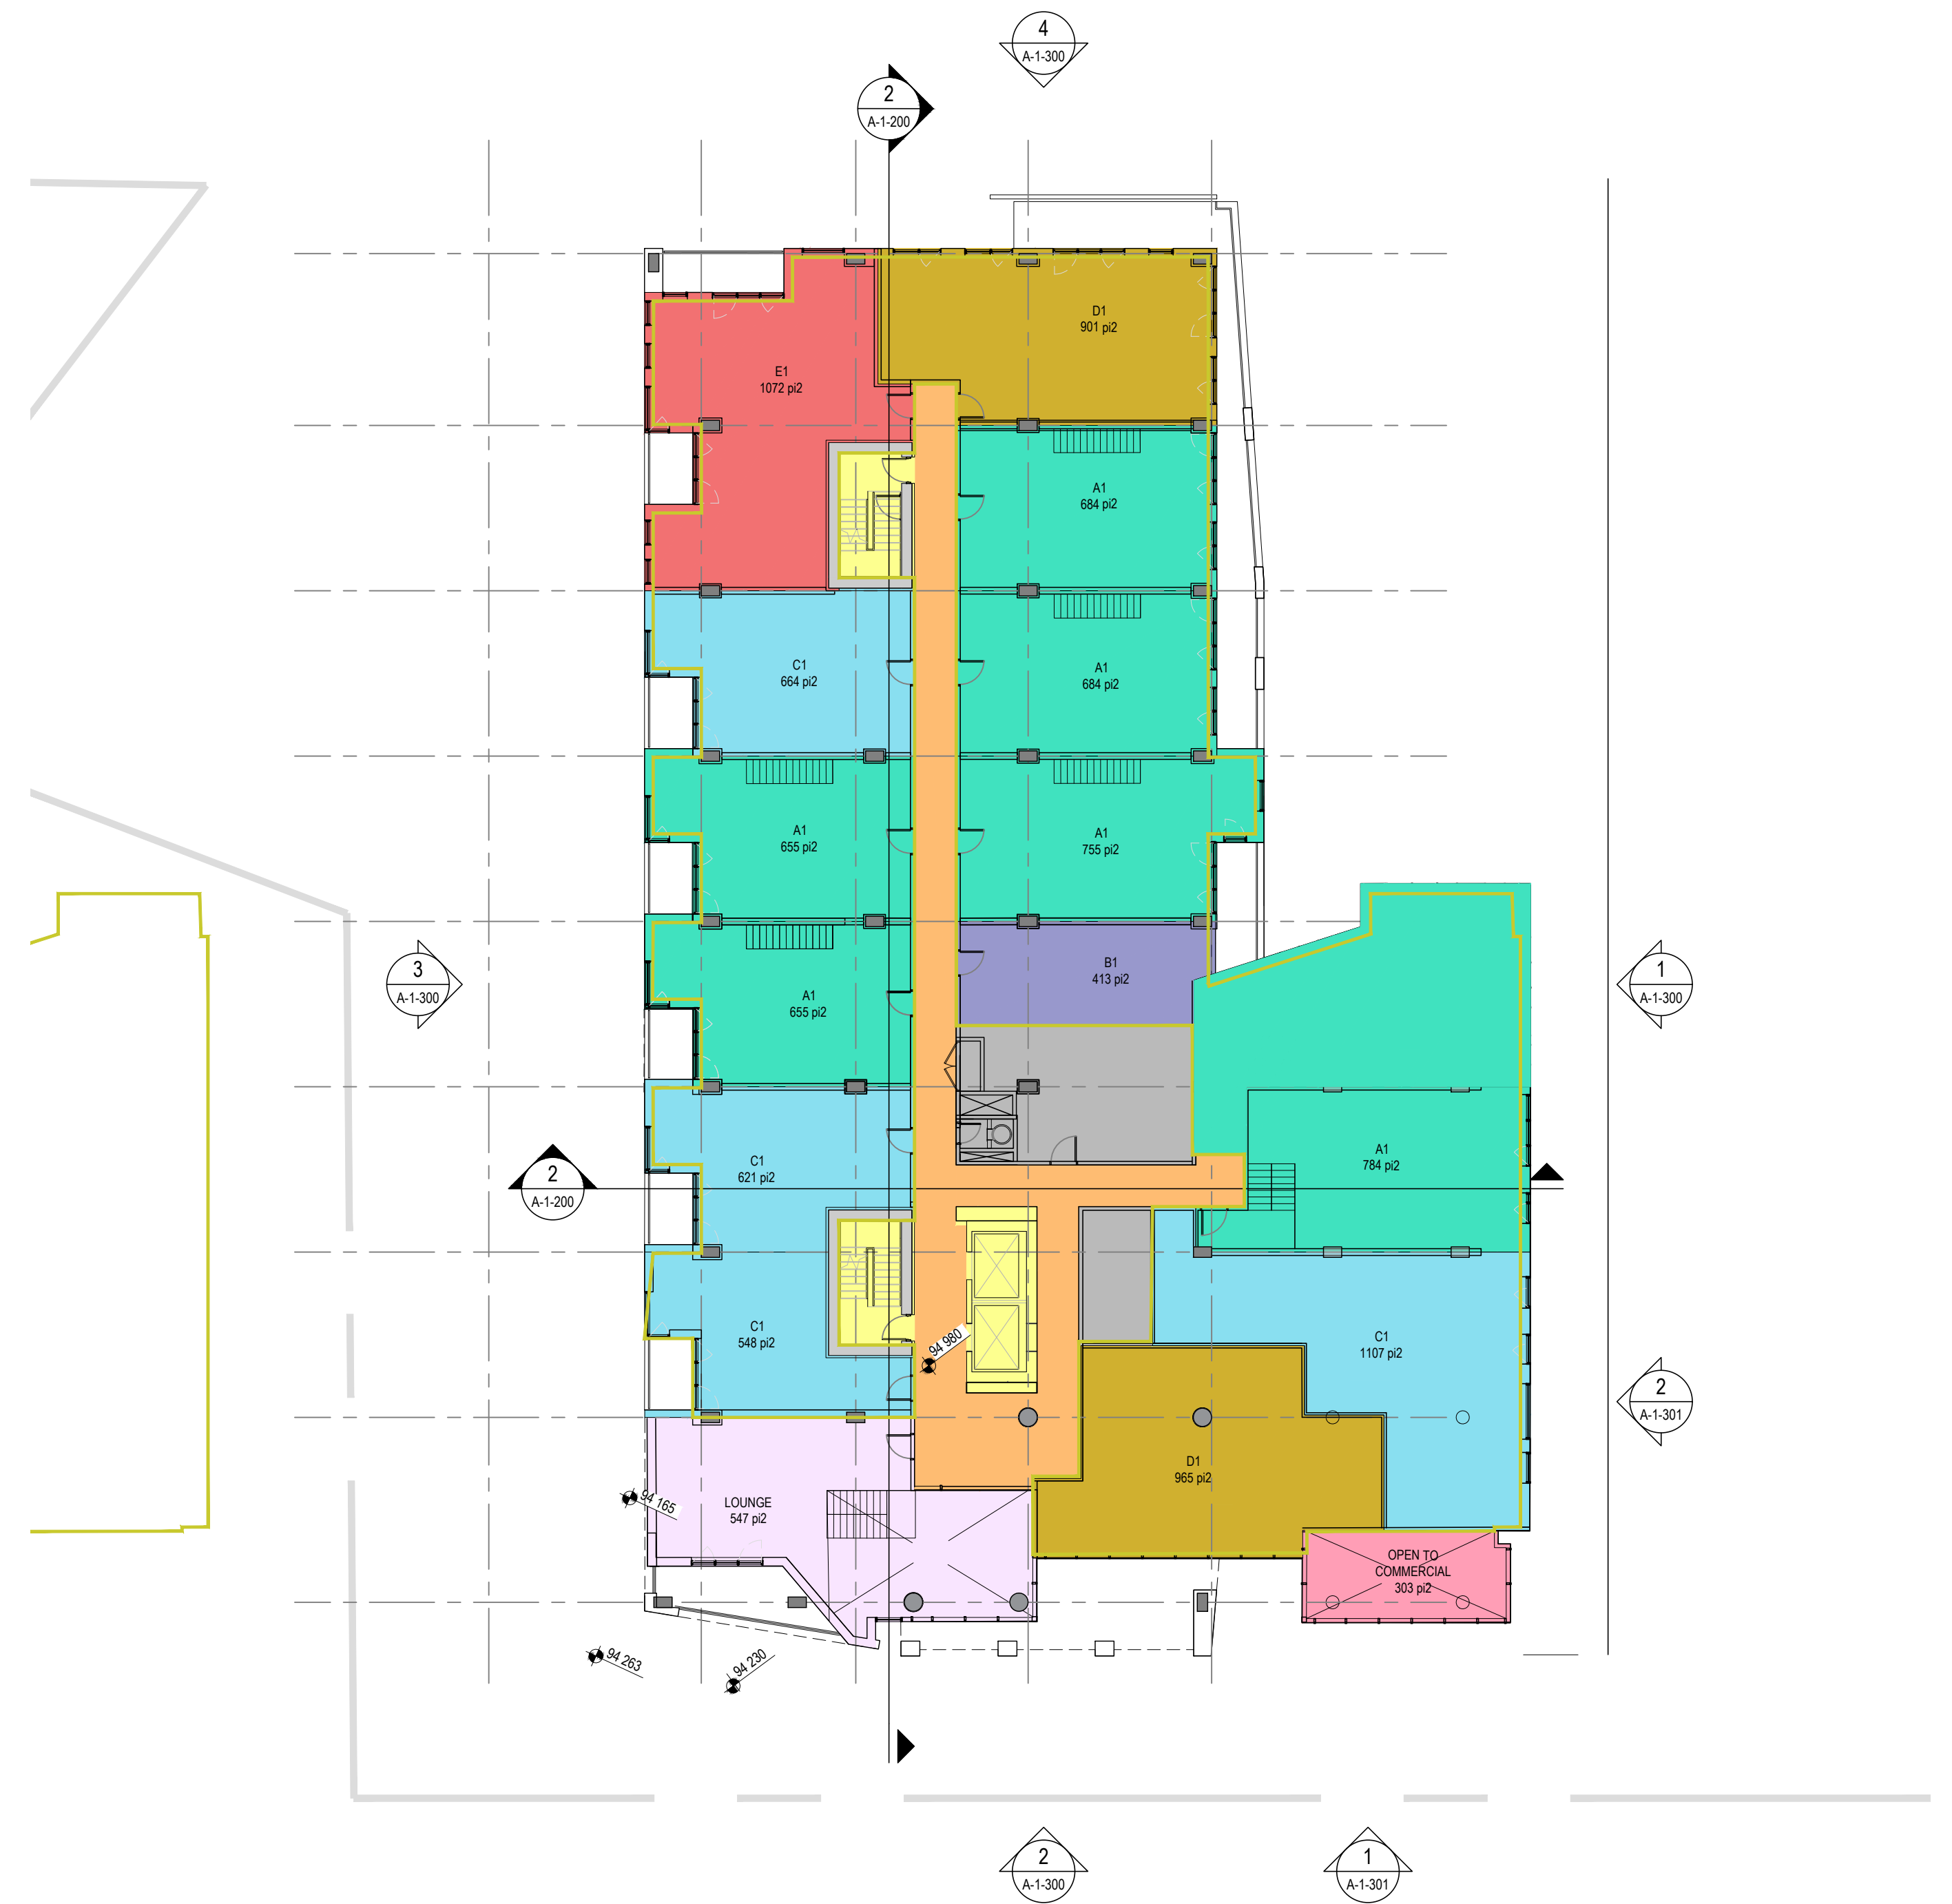 4
A-1-300
2
A-1-200
D1
901 pi2
E1
1072 pi2
A1
684 pi2
C1
664 pi2
A1
684 pi2
A1
655 pi2
A1
755 pi2
3
A-1-300
A1
655 pi2
B1
413 pi2
1
A-1-300
2
A-1-200
C1
621 pi2
A1
784 pi2
C1
548 pi2
94 980
C1
1107 pi2
2
A-1-301
D1
965 pi2
94 165
LOUNGE
547 pi2
OPEN TO
COMMERCIAL
303 pi2
94 263
94 230
2
A-1-300
1
A-1-301